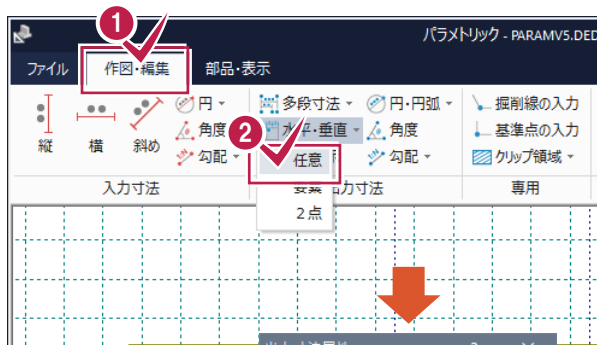 1
パラメトリック - PARAMV5.DED
ファイル 作図・編集 部品・表示
円 多段寸法 円・円弧 掘削線の入力
2 水平・垂直 角度 基準点の入力
縦 横 斜め 角度
勾配 任意 勾配 クリップ領域
入力寸法 寸法 専用
2点